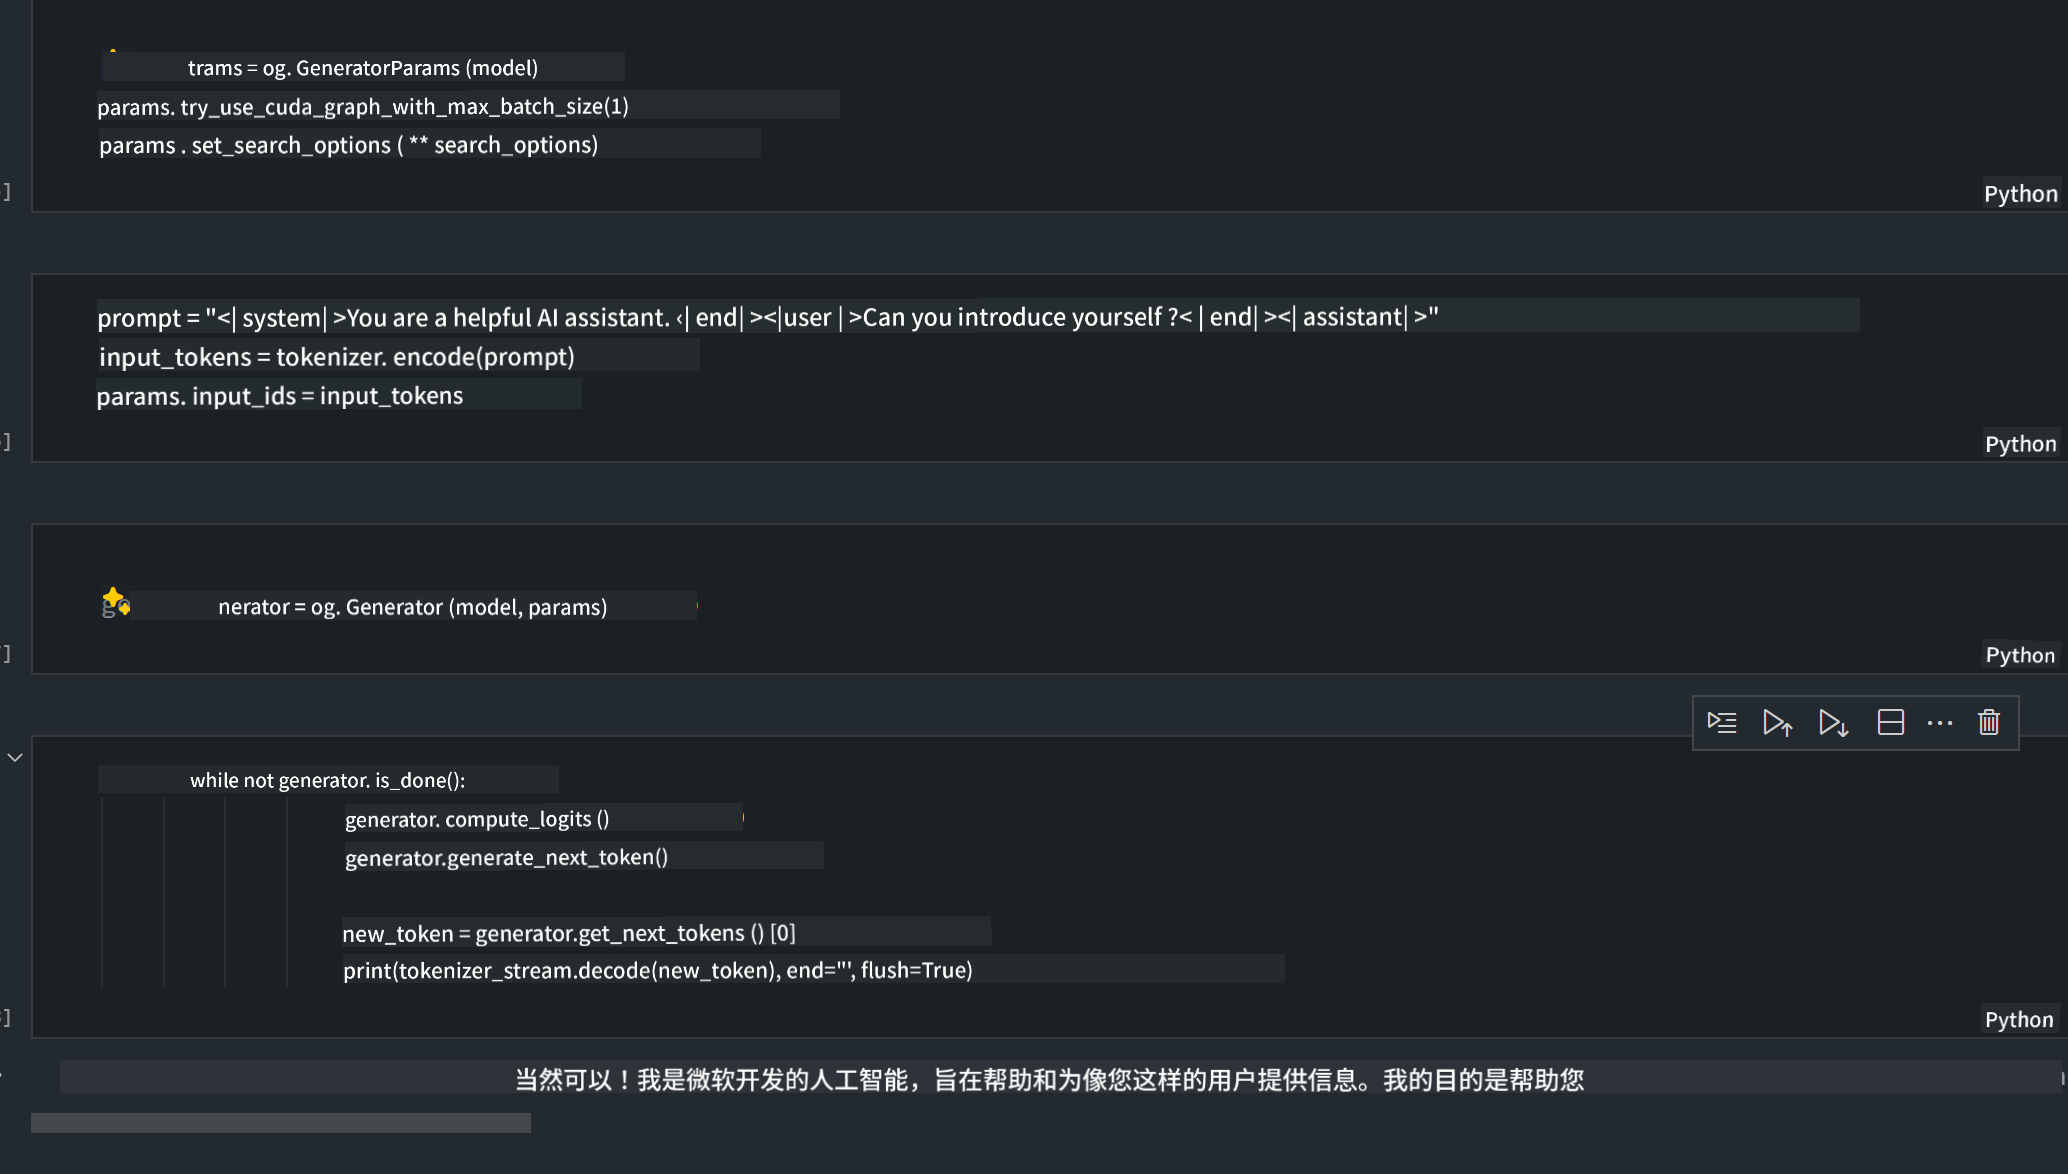 trams = og. GeneratorParams (model)
params. try_use_cuda_graph_with_max_batch_size(1)
params . set_search_options ( ** search_options)
]
Python
prompt = "<| system| >You are a helpful AI assistant. ‹| end| ><|user | >Can you introduce yourself ?< | end| ><| assistant| >"
input_tokens = tokenizer. encode(prompt)
params. input_ids = input_tokens
]
Python
nerator = og. Generator (model, params)
]
Python
while not generator. is_done():
generator. compute_logits ()
generator.generate_next_token()
new_token = generator.get_next_tokens () [0]
print(tokenizer_stream.decode(new_token), end="', flush=True)
]
Python
当然可以！我是微软开发的人工智能，旨在帮助和为像您这样的用户提供信息。我的目的是帮助您